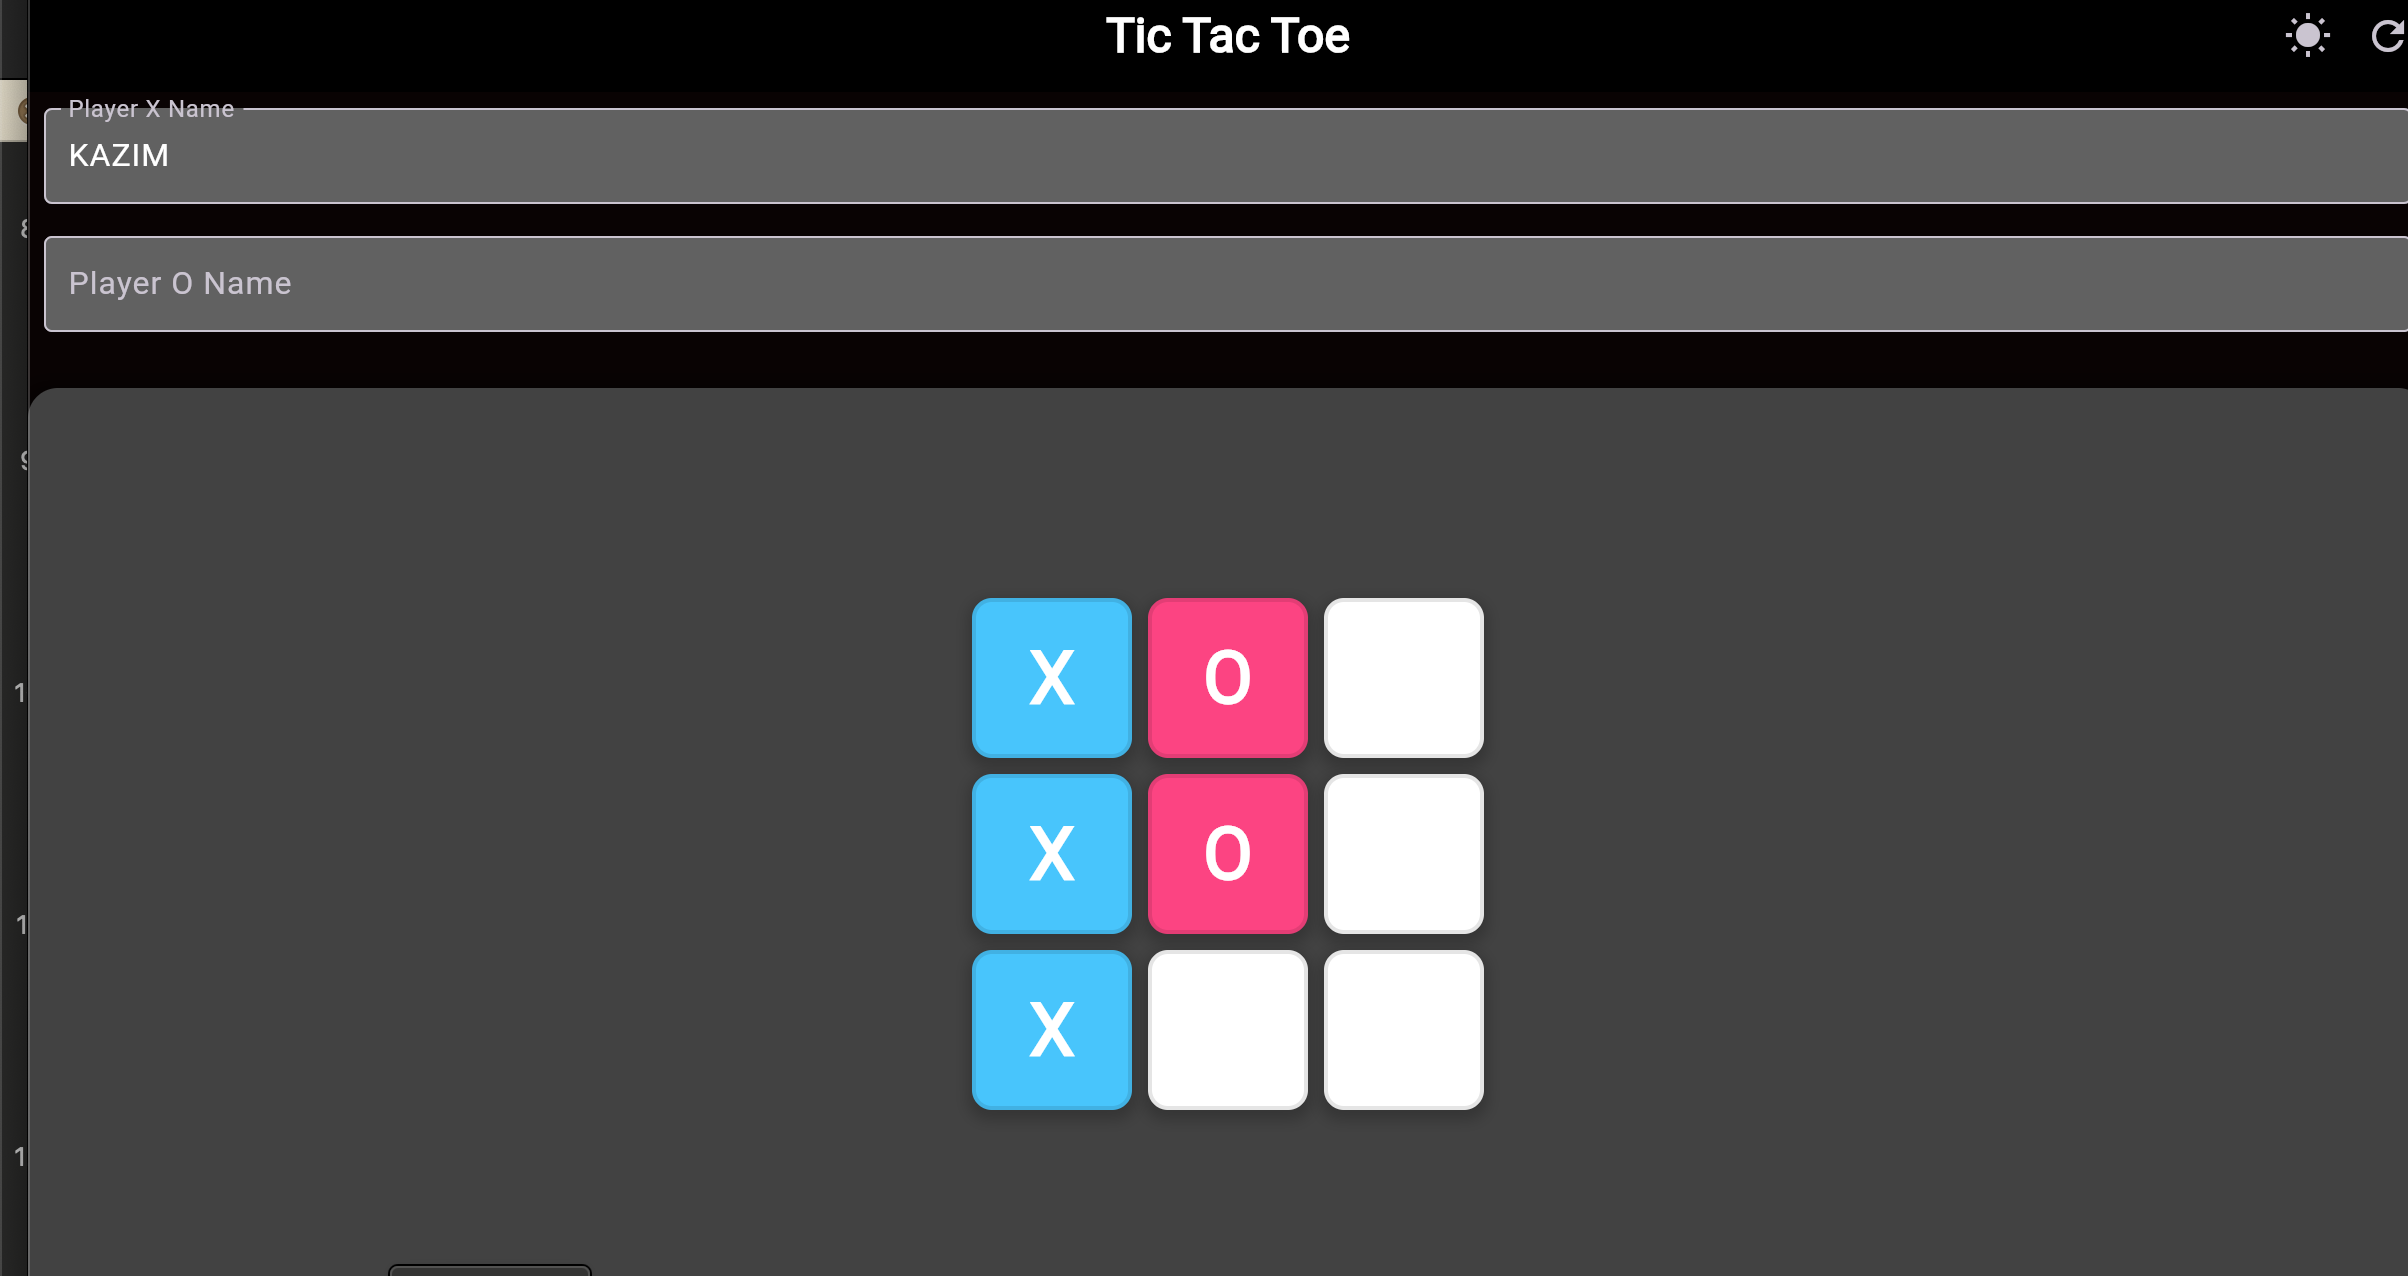 Tic Tac Toe
Player X Name
KAZIM
Player O Name
X O
X O
X